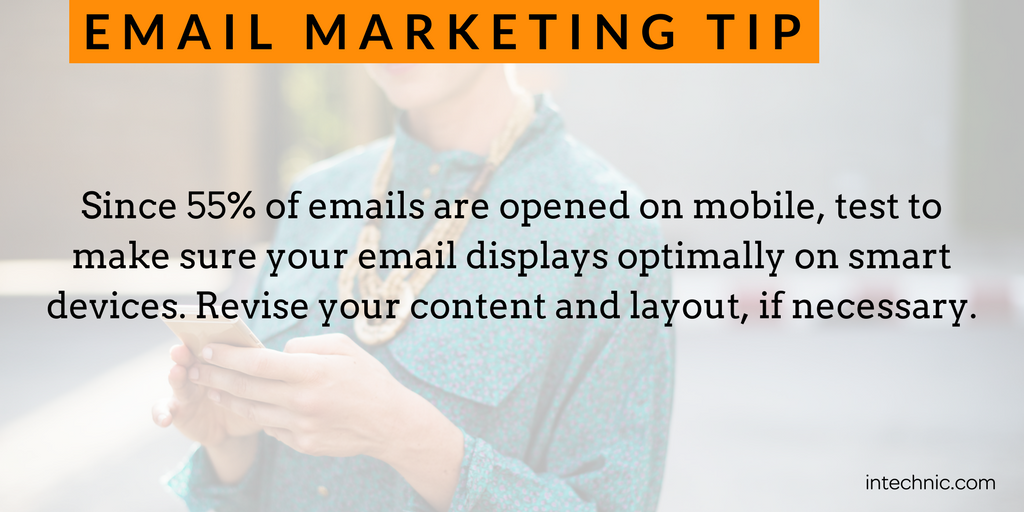 EMAIL MARKETING TIP
Since 55% of emails are opened on mobile, test to
make sure your email displays optimally on smart
devices. Revise your content and layout, if necessary.
intechnic.com